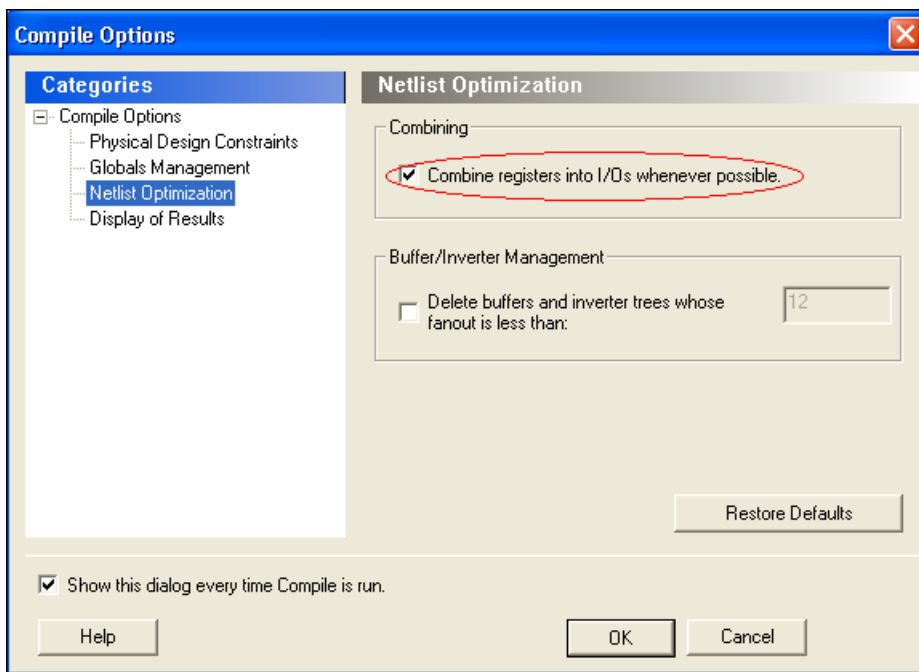 Compile Options
Categories
Compile Options
Physical Design Constraints
Globals Management
Netlist Optimization
Display of Results
Netlist Optimization
Combining
Combine registers into I/Os whenever possible.
Buffer/Inverter Management
Delete buffers and inverter trees whose
fanout is less than:
12
Restore Defaults
Show this dialog every time Compile is run.
Help
OK
Cancel